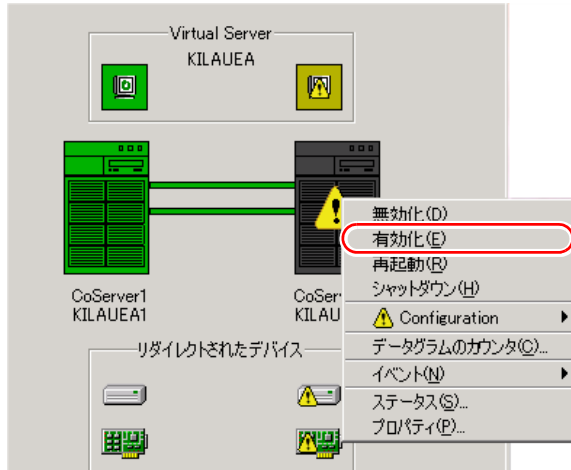 Virtual Server
KILAUEA
CoServer1
KILAUEA1
CoSer
KILAU
無効化(D)
有効化(E)
再起動(R)
シャットダウン(H)
Configuration
データグラムのカウンタ(C)...
イベント(N)
ステータス(S)...
プロパティ(P)...
リダイレクトされたデバイス